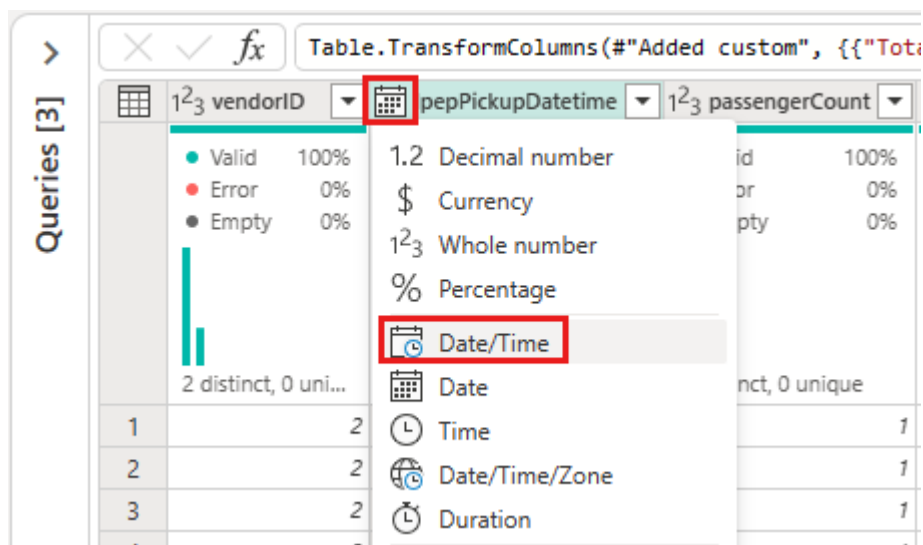 fx Table.TransformColumns(#"Added custom", {{"Tota
Queries [3]
1²3 vendorID
pepPickupDatetime
1²3 passengerCount
Valid 100%
Error 0%
Empty 0%
2 distinct, 0 uni...
1.2 Decimal number
$ Currency
1²3 Whole number
% Percentage
Date/Time
Date
Time
Date/Time/Zone
Duration
id 100%
or 0%
pty 0%
nct, 0 unique
1 2 1
2 2 1
3 2 1